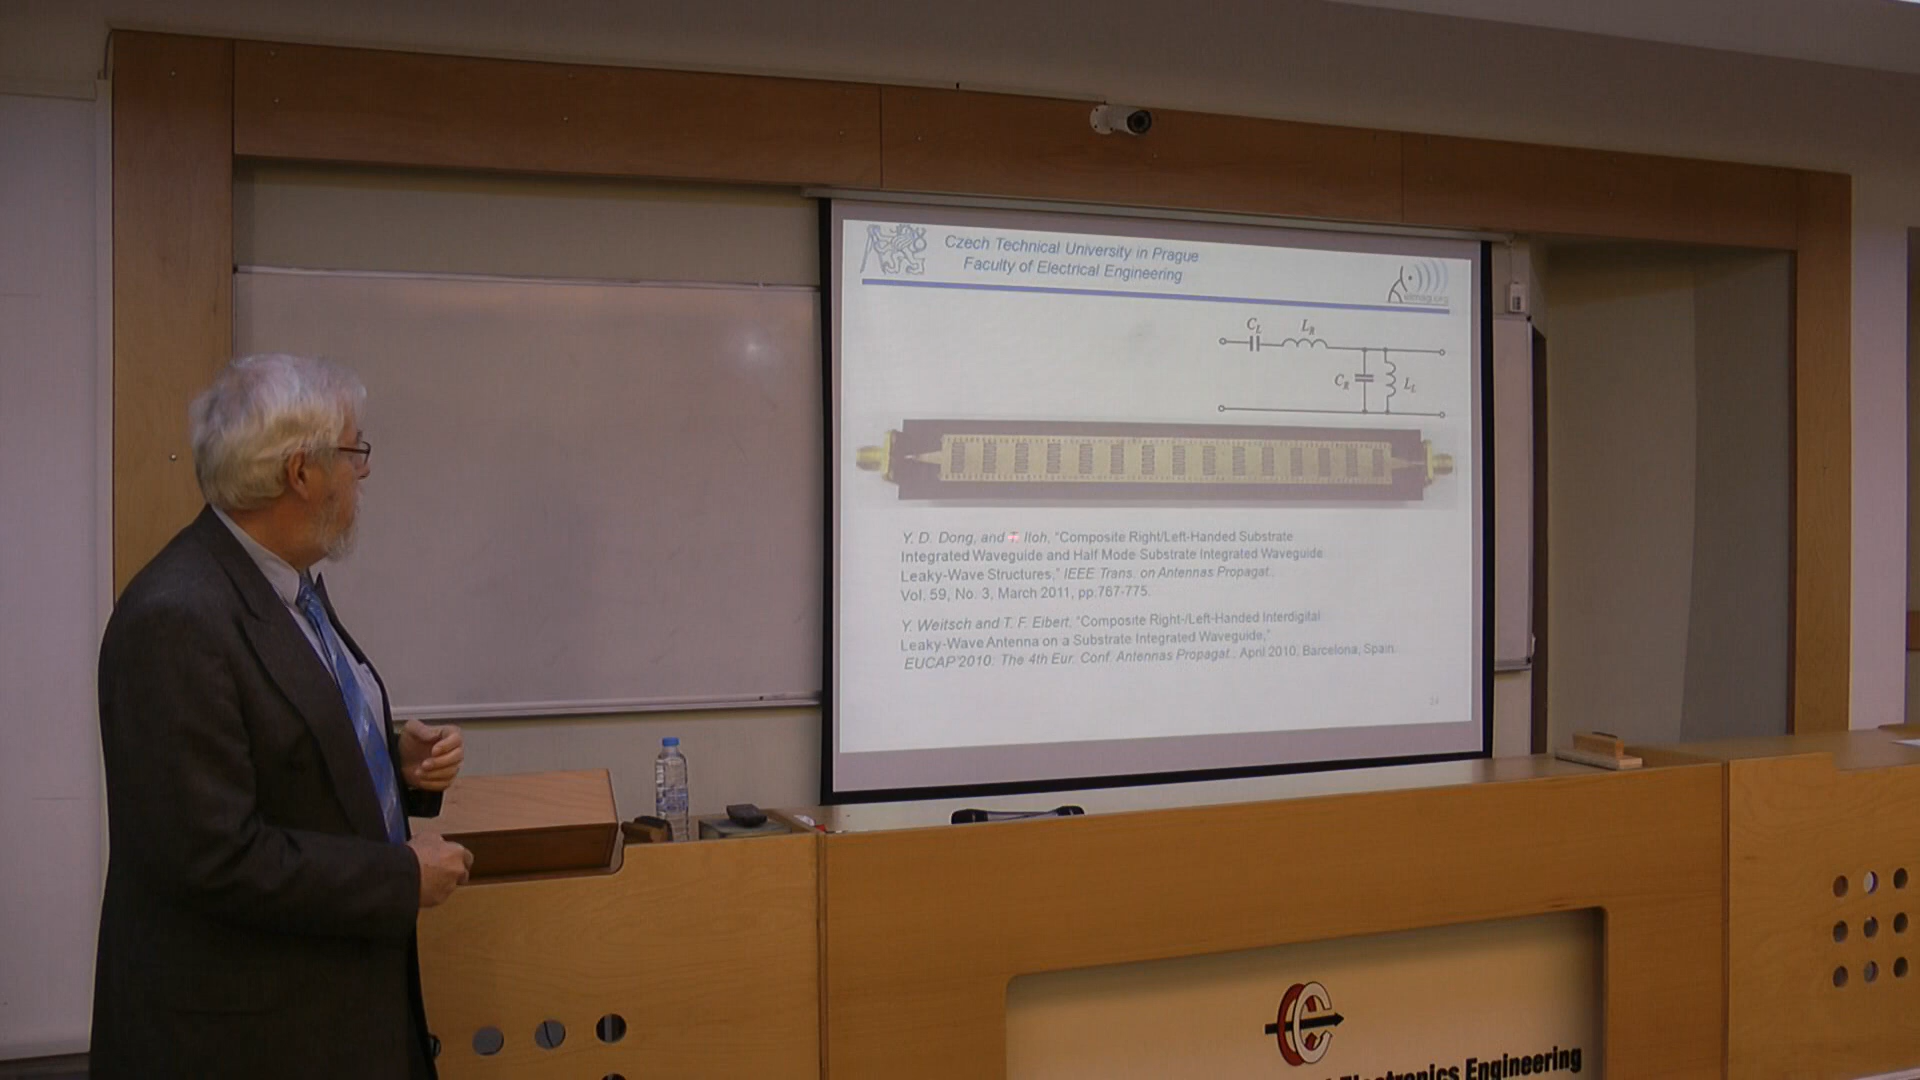 Czech Technical University in Prague
Faculty of Electrical Engineering
elmag.org
C_L L_R
C_R L_L
Y. D. Dong, and T. Itoh, "Composite Right/Left-Handed Substrate
Integrated Waveguide and Half Mode Substrate Integrated Waveguide
Leaky-Wave Structures," IEEE Trans. on Antennas Propagat.,
Vol. 59, No. 3, March 2011, pp.767-775.
Y. Weitsch and T. F. Eibert, "Composite Right-/Left-Handed Interdigital
Leaky-Wave Antenna on a Substrate Integrated Waveguide,"
EUCAP'2010: The 4th Eur. Conf. Antennas Propagat., April 2010, Barcelona, Spain.
24
Electronics Engineering